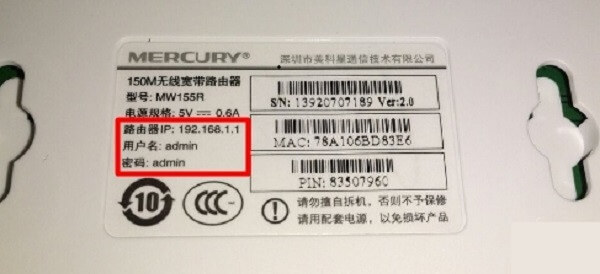 MERCURY® 深圳市美科星通信技术有限公司
150M无线宽带路由器
型号: MW155R
电源规格: 5V⎓0.6A
路由器IP: 192.168.1.1
用户名: admin
密码: admin
S/N: 13920707189 Ver:2.0
MAC: 78A106BD83E6
PIN: 83507960
10
CCC
请勿擅自拆机,否则不予保修
请用配套电源,以免损坏产品